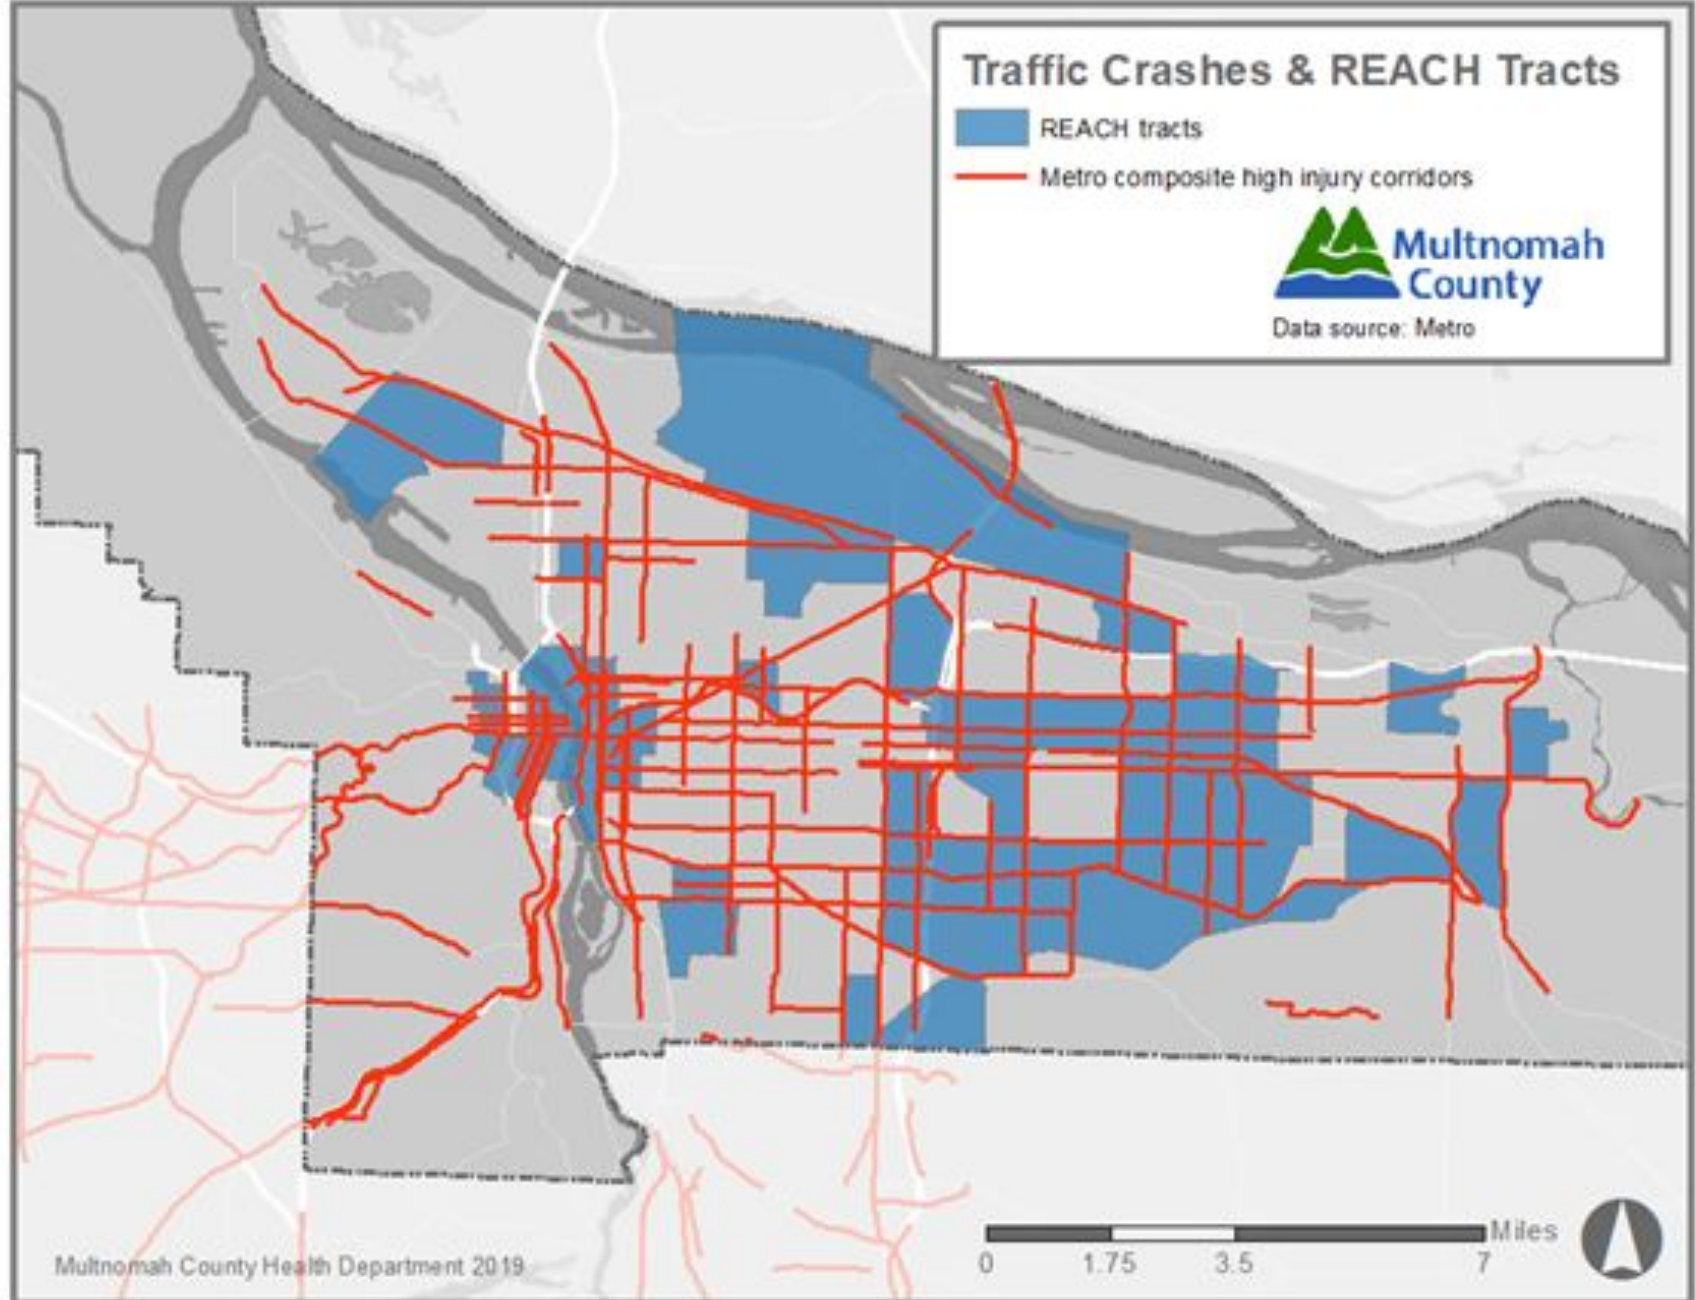 Traffic Crashes & REACH Tracts
REACH tracts
Metro composite high injury corridors
Multnomah
County
Data source: Metro
Miles
0 1.75 3.5 7
Multnomah County Health Department 2019